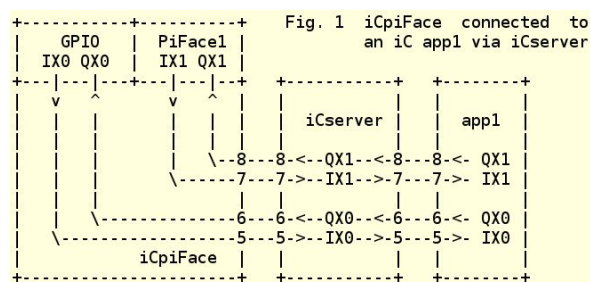 +-----------+----------+    Fig. 1  iCpiFace  connected  to
|    GPIO   |  PiFace1 |            an iC app1 via iCserver
|  IX0 QX0  |  IX1 QX1 |
+---|---|---+---|---|--+   +-----------+   +--------+
|   v   ^       v   ^  |   |           |   |        |
|   |   |       |   |  |   |  iCserver |   |  app1  |
|   |   |       |   |  |   |           |   |        |
|   |   |       |   \--8---8-<--QX1--<-8---8-<- QX1 |
|   |   |       \------7---7->--IX1-->-7---7->- IX1 |
|   |   |              |   |           |   |        |
|   |   \--------------6---6-<--QX0--<-6---6-<- QX0 |
|   \------------------5---5->--IX0-->-5---5->- IX0 |
|            iCpiFace  |   |           |   |        |
+----------------------+   +-----------+   +--------+